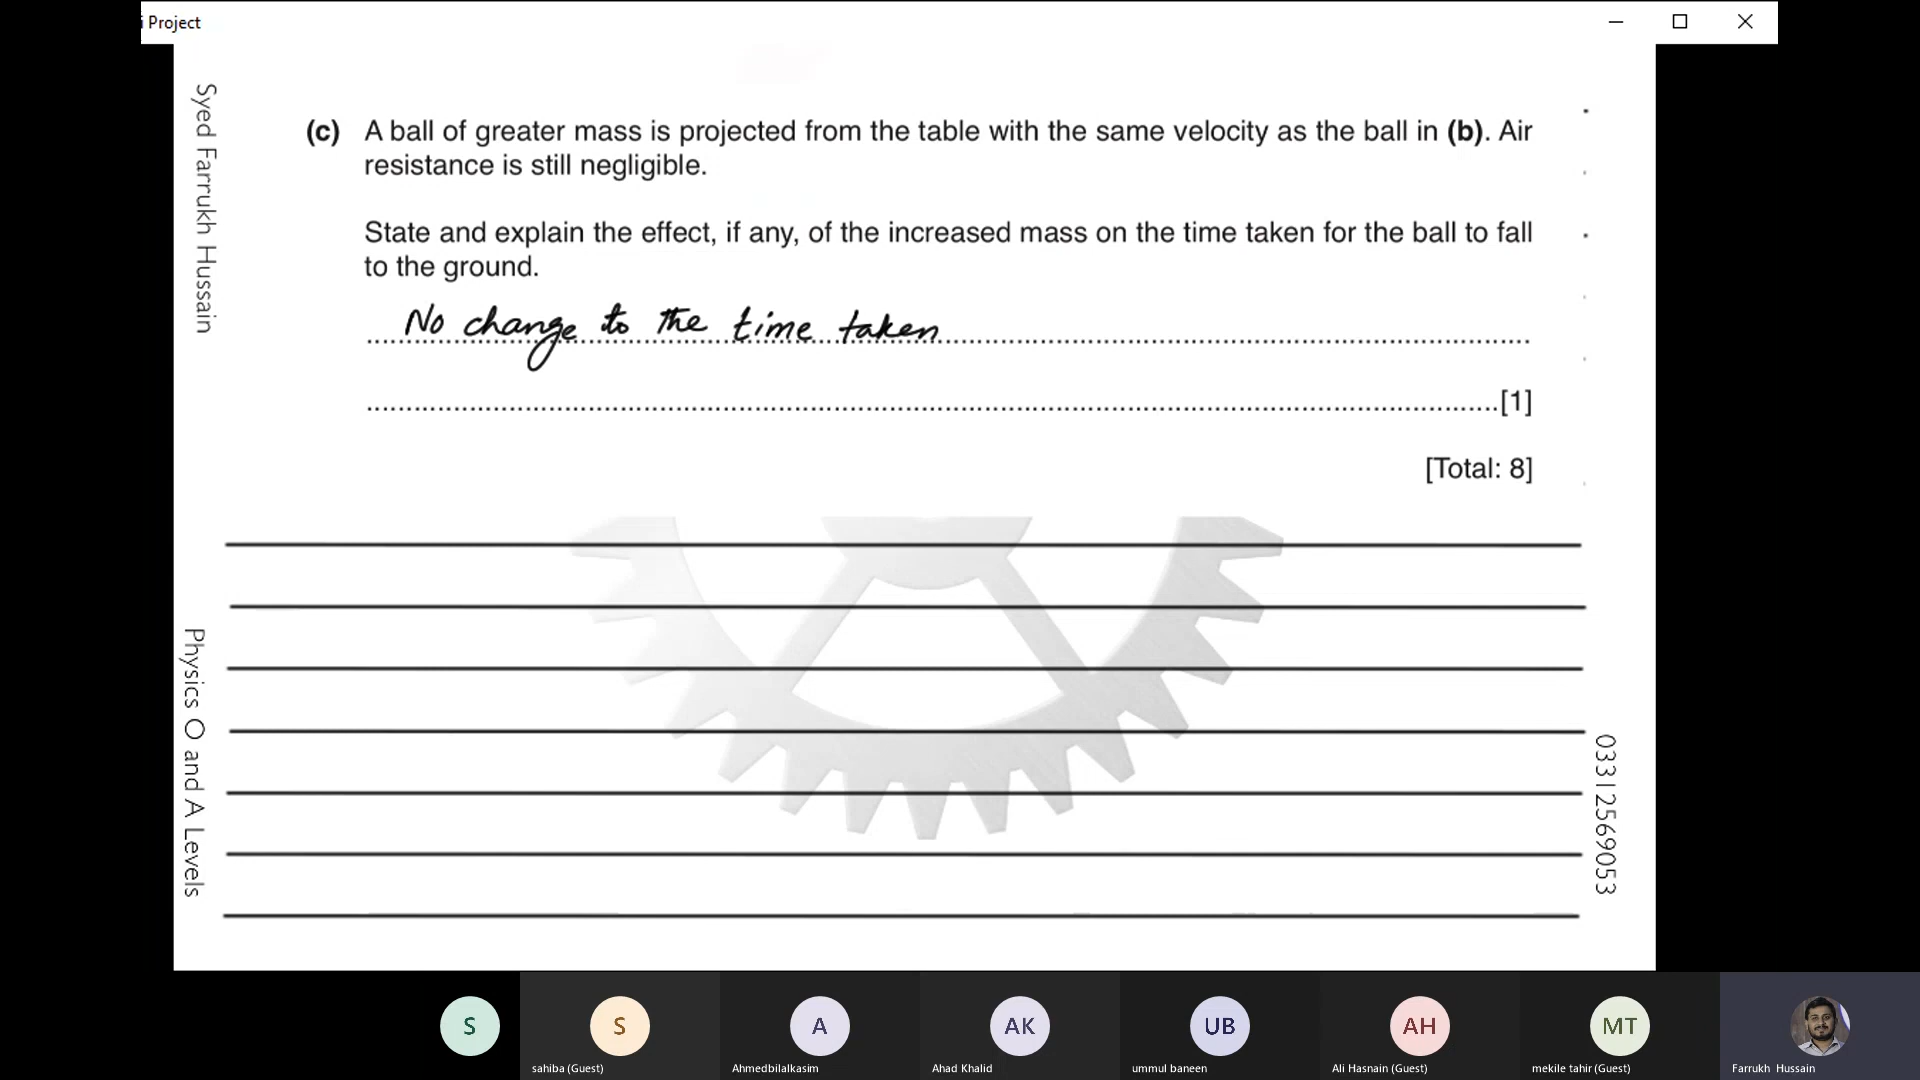 i Project
Syed Farrukh Hussain
(c) A ball of greater mass is projected from the table with the same velocity as the ball in (b). Air
resistance is still negligible.
State and explain the effect, if any, of the increased mass on the time taken for the ball to fall
to the ground.
No change to the time taken
[1]
[Total: 8]
Physics O and A Levels
03312569053
S
S
A
AK
UB
AH
MT
sahiba (Guest)
Ahmedbilalkasim
Ahad Khalid
ummul baneen
Ali Hasnain (Guest)
mekile tahir (Guest)
Farrukh Hussain